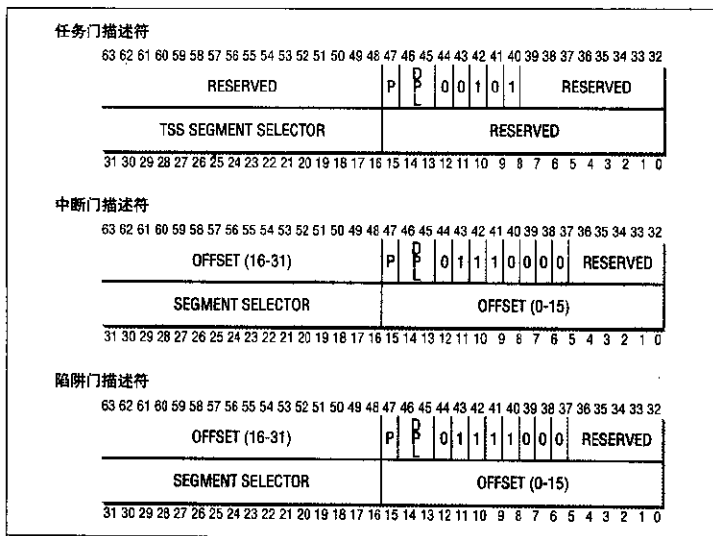 任务门描述符
63 62 61 60 59 58 57 56 55 54 53 52 51 50 49 48 47 46 45 44 43 42 41 40 39 38 37 36 35 34 33 32
RESERVED P DPL 0 0 1 0 1 RESERVED
TSS SEGMENT SELECTOR RESERVED
31 30 29 28 27 26 25 24 23 22 21 20 19 18 17 16 15 14 13 12 11 10 9 8 7 6 5 4 3 2 1 0
中断门描述符
63 62 61 60 59 58 57 56 55 54 53 52 51 50 49 48 47 46 45 44 43 42 41 40 39 38 37 36 35 34 33 32
OFFSET (16-31) P DPL 0 1 1 1 0 0 0 0 RESERVED
SEGMENT SELECTOR OFFSET (0-15)
31 30 29 28 27 26 25 24 23 22 21 20 19 18 17 16 15 14 13 12 11 10 9 8 7 6 5 4 3 2 1 0
陷阱门描述符
63 62 61 60 59 58 57 56 55 54 53 52 51 50 49 48 47 46 45 44 43 42 41 40 39 38 37 36 35 34 33 32
OFFSET (16-31) P DPL 0 1 1 1 1 0 0 0 RESERVED
SEGMENT SELECTOR OFFSET (0-15)
31 30 29 28 27 26 25 24 23 22 21 20 19 18 17 16 15 14 13 12 11 10 9 8 7 6 5 4 3 2 1 0